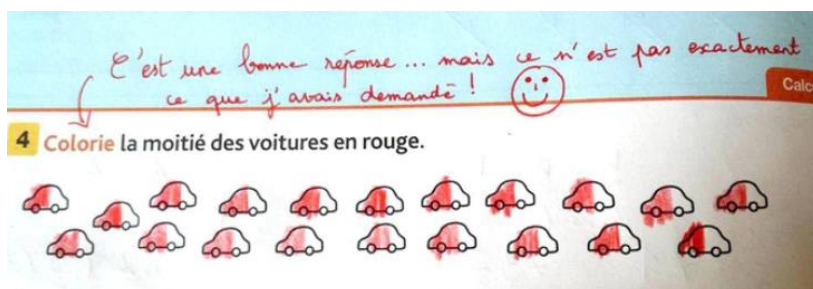 C'est une bonne réponse... mais ce n'est pas exactement
ce que j'avais demandé !
Calc
4 Colorie la moitié des voitures en rouge.